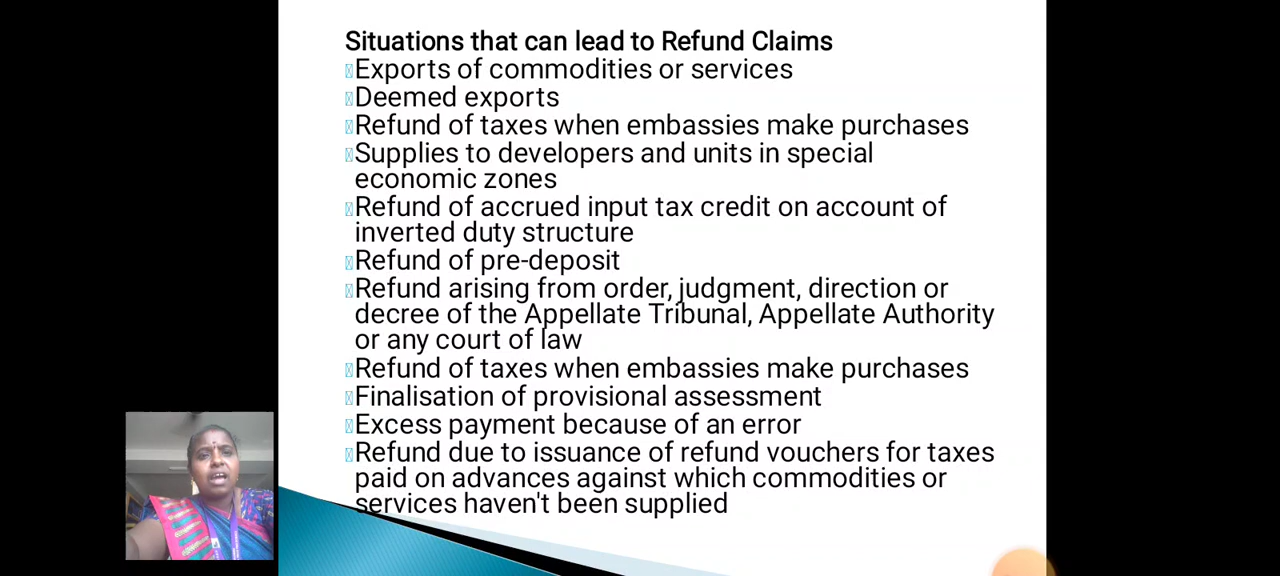 Situations that can lead to Refund Claims
Exports of commodities or services
Deemed exports
Refund of taxes when embassies make purchases
Supplies to developers and units in special
economic zones
Refund of accrued input tax credit on account of
inverted duty structure
Refund of pre-deposit
Refund arising from order, judgment, direction or
decree of the Appellate Tribunal, Appellate Authority
or any court of law
Refund of taxes when embassies make purchases
Finalisation of provisional assessment
Excess payment because of an error
Refund due to issuance of refund vouchers for taxes
paid on advances against which commodities or
services haven't been supplied